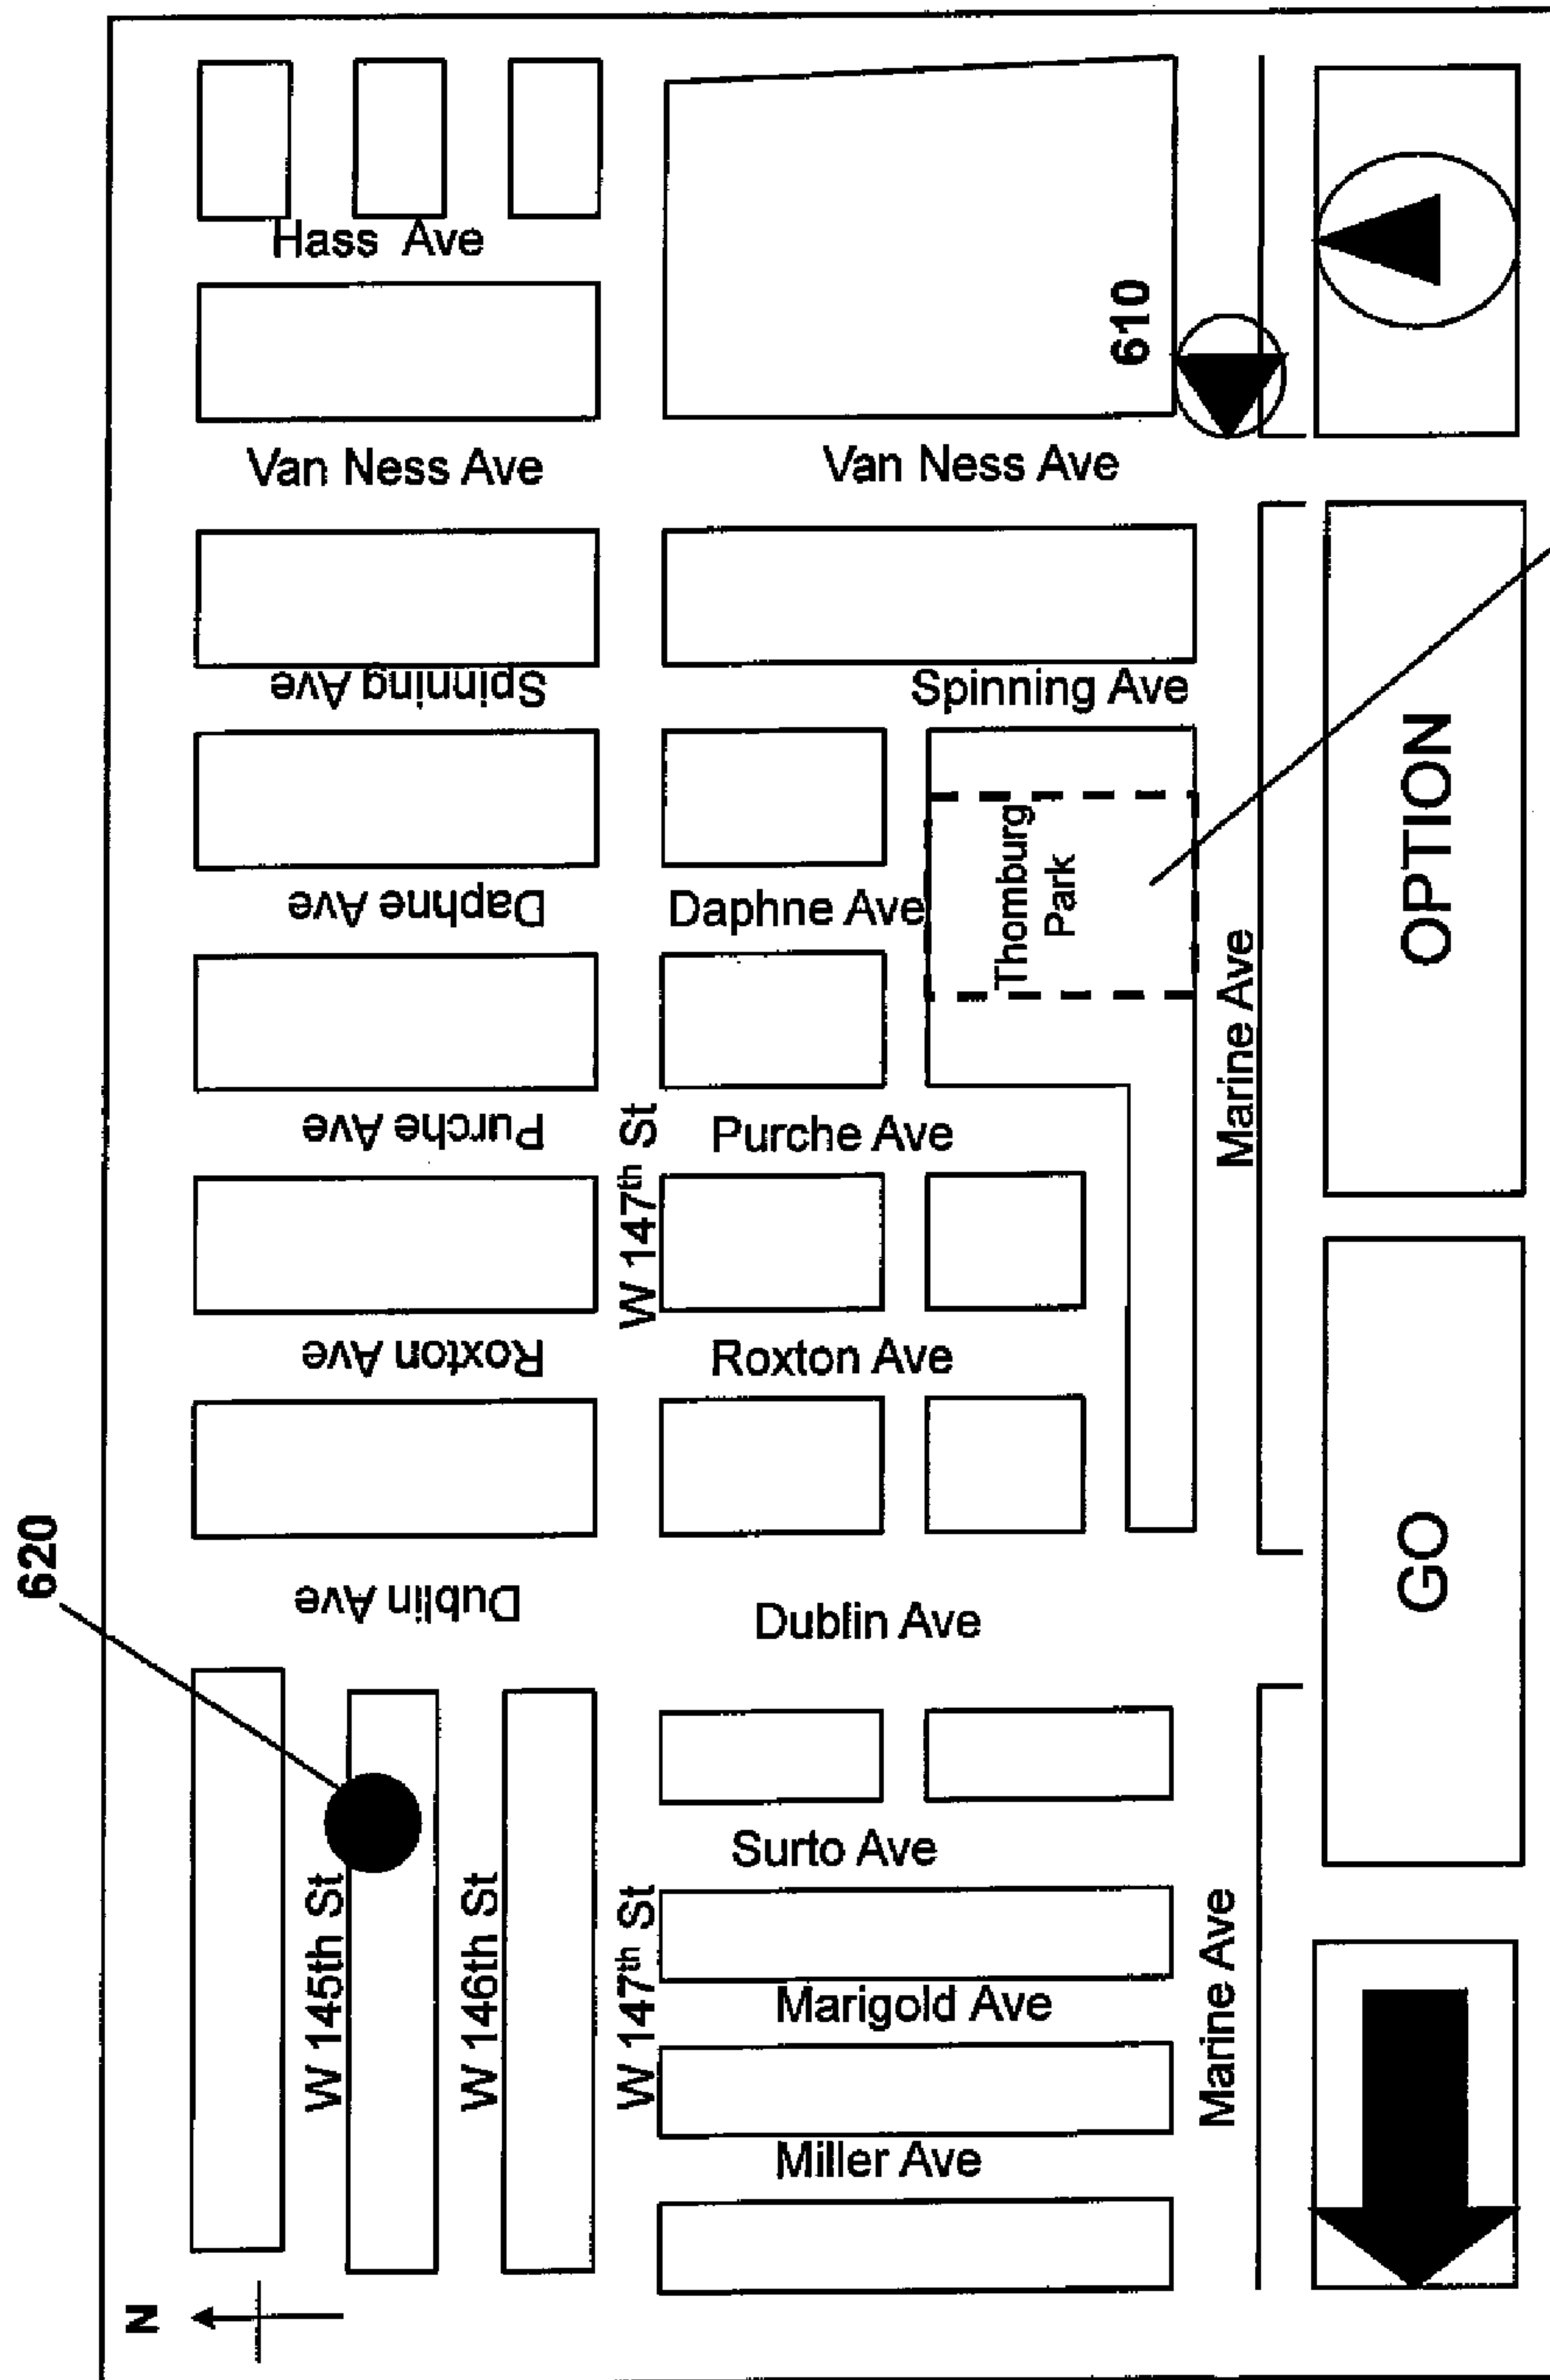 620
N
W 145th St
W 146th St
W 147th St
Miller Ave
Marigold Ave
Surto Ave
Dublin Ave
Dublin Ave
Roxton Ave
Roxton Ave
W 147th St
Purche Ave
Purche Ave
Daphne Ave
Daphne Ave
Spinning Ave
Spinning Ave
Van Ness Ave
Van Ness Ave
Hass Ave
Thomburg
Park
Marine Ave
Marine Ave
610
GO
OPTION